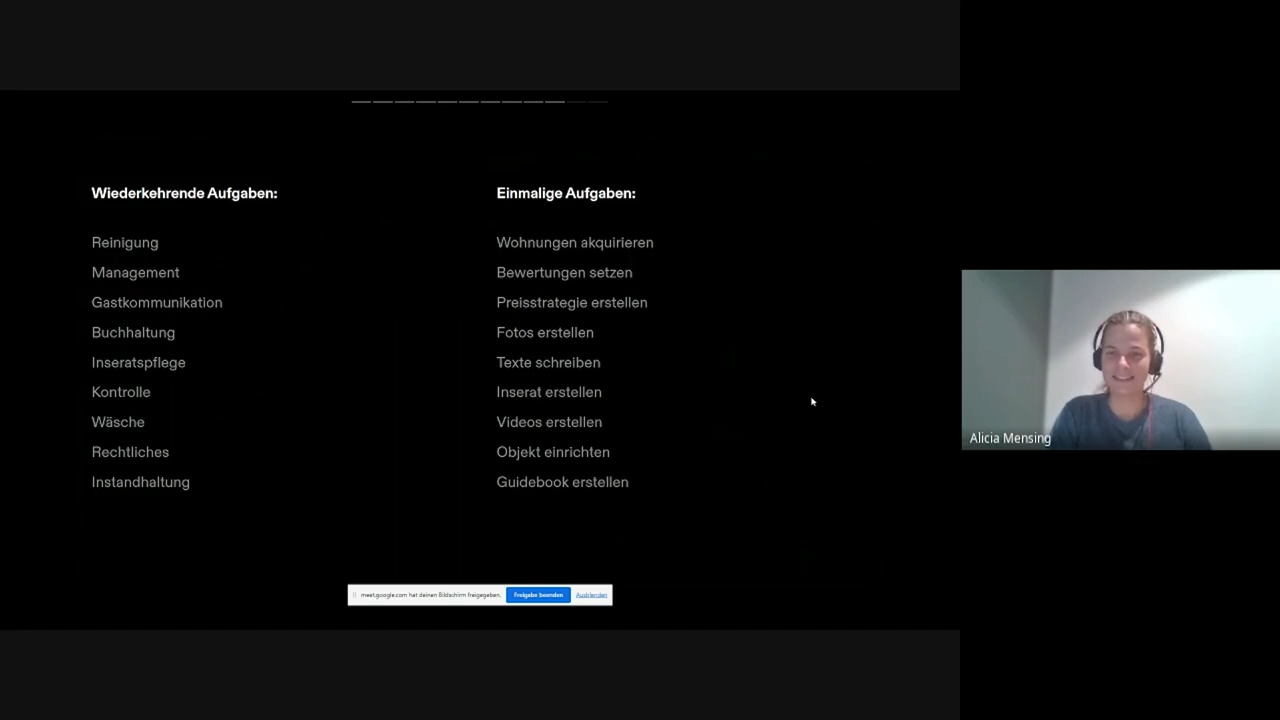 Wiederkehrende Aufgaben:
Reinigung
Management
Gastkommunikation
Buchhaltung
Inseratspflege
Kontrolle
Wäsche
Rechtliches
Instandhaltung
Einmalige Aufgaben:
Wohnungen akquirieren
Bewertungen setzen
Preisstrategie erstellen
Fotos erstellen
Texte schreiben
Inserat erstellen
Videos erstellen
Objekt einrichten
Guidebook erstellen
Alicia Mensing
meet.google.com hat deinen Bildschirm freigegeben. Freigabe beenden Ausblenden